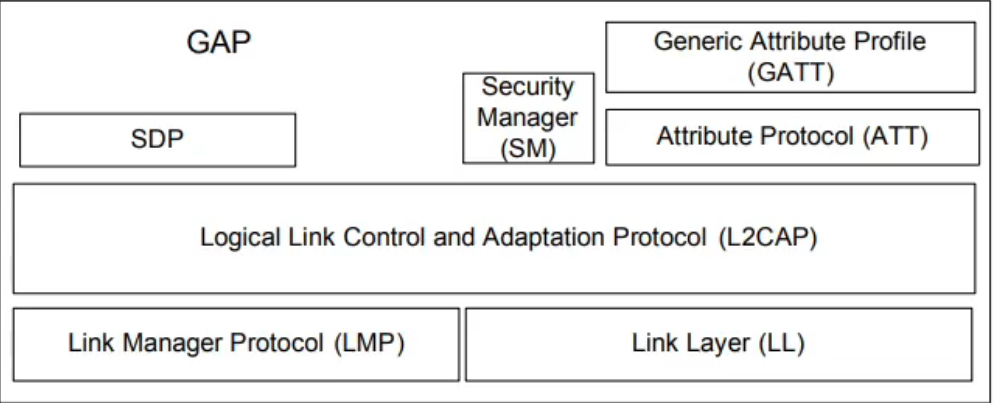 GAP
Generic Attribute Profile
(GATT)
Security
Manager
(SM)
SDP
Attribute Protocol (ATT)
Logical Link Control and Adaptation Protocol (L2CAP)
Link Manager Protocol (LMP)
Link Layer (LL)